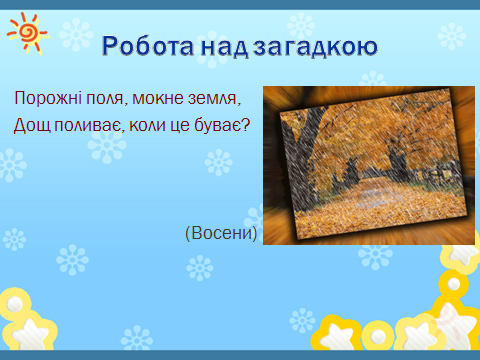 Робота над загадкою
Порожні поля, мокне земля,
Дощ поливає, коли це буває?
(Восени)